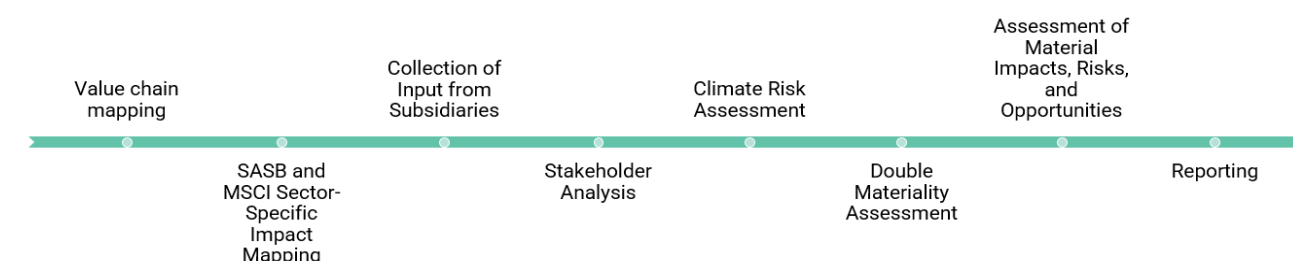 Value chain
mapping
SASB and
MSCI Sector-
Specific
Impact
Mapping
Collection of
Input from
Subsidiaries
Stakeholder
Analysis
Climate Risk
Assessment
Double
Materiality
Assessment
Assessment of
Material
Impacts, Risks,
and
Opportunities
Reporting